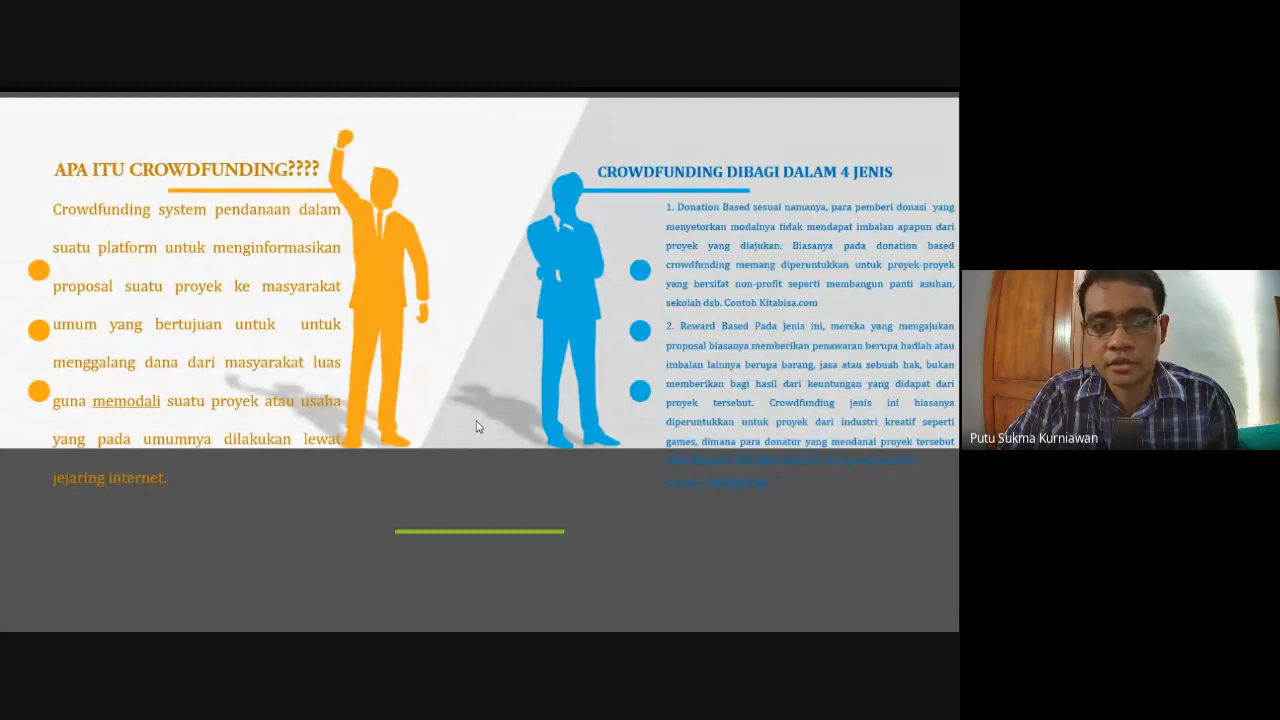 APA ITU CROWDFUNDING????
Crowdfunding system pendanaan dalam
suatu platform untuk menginformasikan
proposal suatu proyek ke masyarakat
umum yang bertujuan untuk untuk
menggalang dana dari masyarakat luas
guna memodali suatu proyek atau usaha
yang pada umumnya dilakukan lewat
jejaring internet.
CROWDFUNDING DIBAGI DALAM 4 JENIS
1. Donation Based sesuai namanya, para pemberi donasi yang
menyetorkan modalnya tidak mendapat imbalan apapun dari
proyek yang diajukan. Biasanya pada donation based
crowdfunding memang diperuntukkan untuk proyek-proyek
yang bersifat non-profit seperti membangun panti asuhan,
sekolah dsb. Contoh Kitabisa.com
2. Reward Based Pada jenis ini, mereka yang mengajukan
proposal biasanya memberikan penawaran berupa hadiah atau
imbalan lainnya berupa barang, jasa atau sebuah hak, bukan
memberikan bagi hasil dari keuntungan yang didapat dari
proyek tersebut. Crowdfunding jenis ini biasanya
diperuntukkan untuk proyek dari industri kreatif seperti
games, dimana para donatur yang mendanai proyek tersebut
Putu Sukma Kurniawan